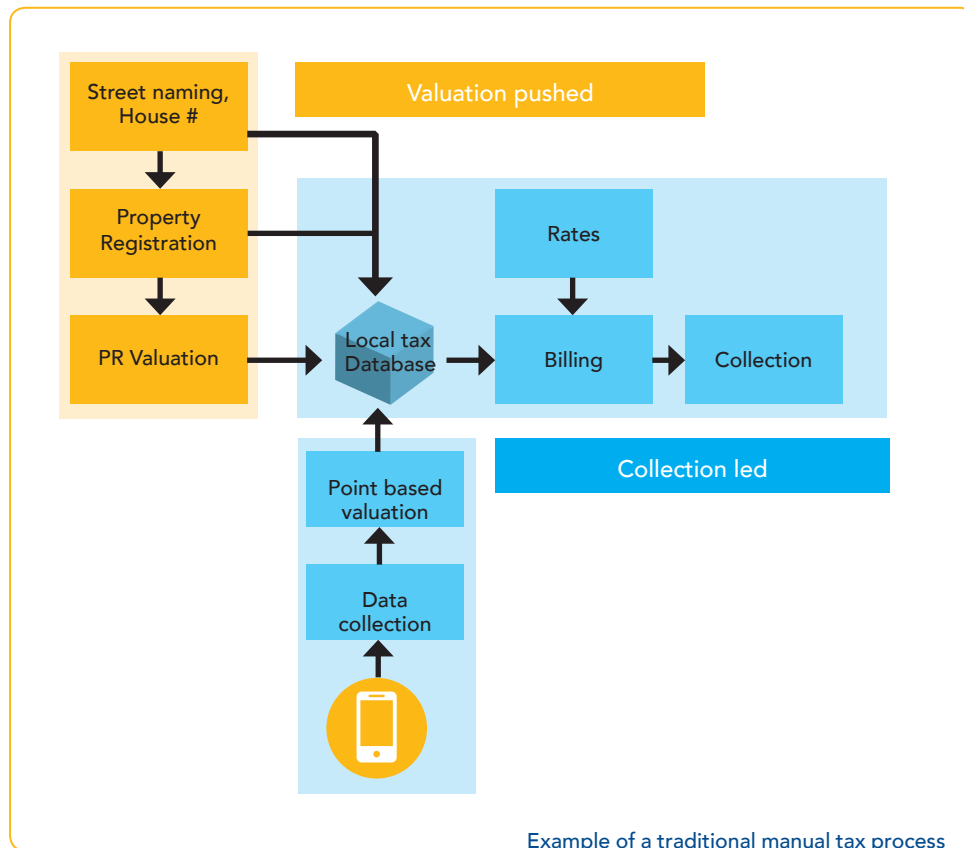 Street naming,
House #
Valuation pushed
Property
Registration
Rates
PR Valuation
Local tax
Database
Billing
Collection
Point based
valuation
Collection led
Data
collection
Example of a traditional manual tax process